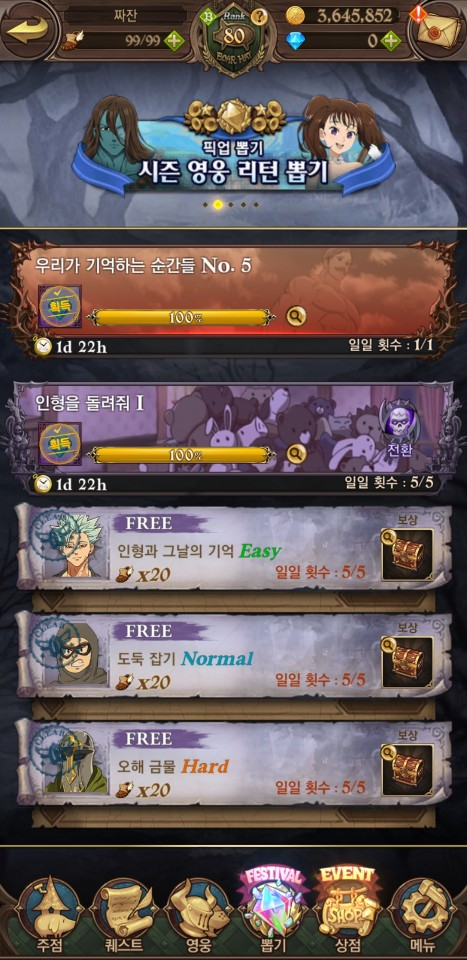 짜잔
99/99
B
Rank
80
BOAR HAT
?
3,645,852
0
픽업 뽑기
시즌 영웅 리턴 뽑기
우리가 기억하는 순간들 No. 5
획득
100%
1d 22h
일일 횟수 : 1/1
인형을 돌려줘 I
획득
100%
전환
1d 22h
일일 횟수 : 5/5
FREE
보상
CLEAR
인형과 그날의 기억 Easy
x20
일일 횟수 : 5/5
FREE
보상
CLEAR
도둑 잡기 Normal
x20
일일 횟수 : 5/5
FREE
보상
CLEAR
오해 금물 Hard
x20
일일 횟수 : 5/5
FESTIVAL
EVENT
SHOP
주점
퀘스트
영웅
뽑기
상점
메뉴